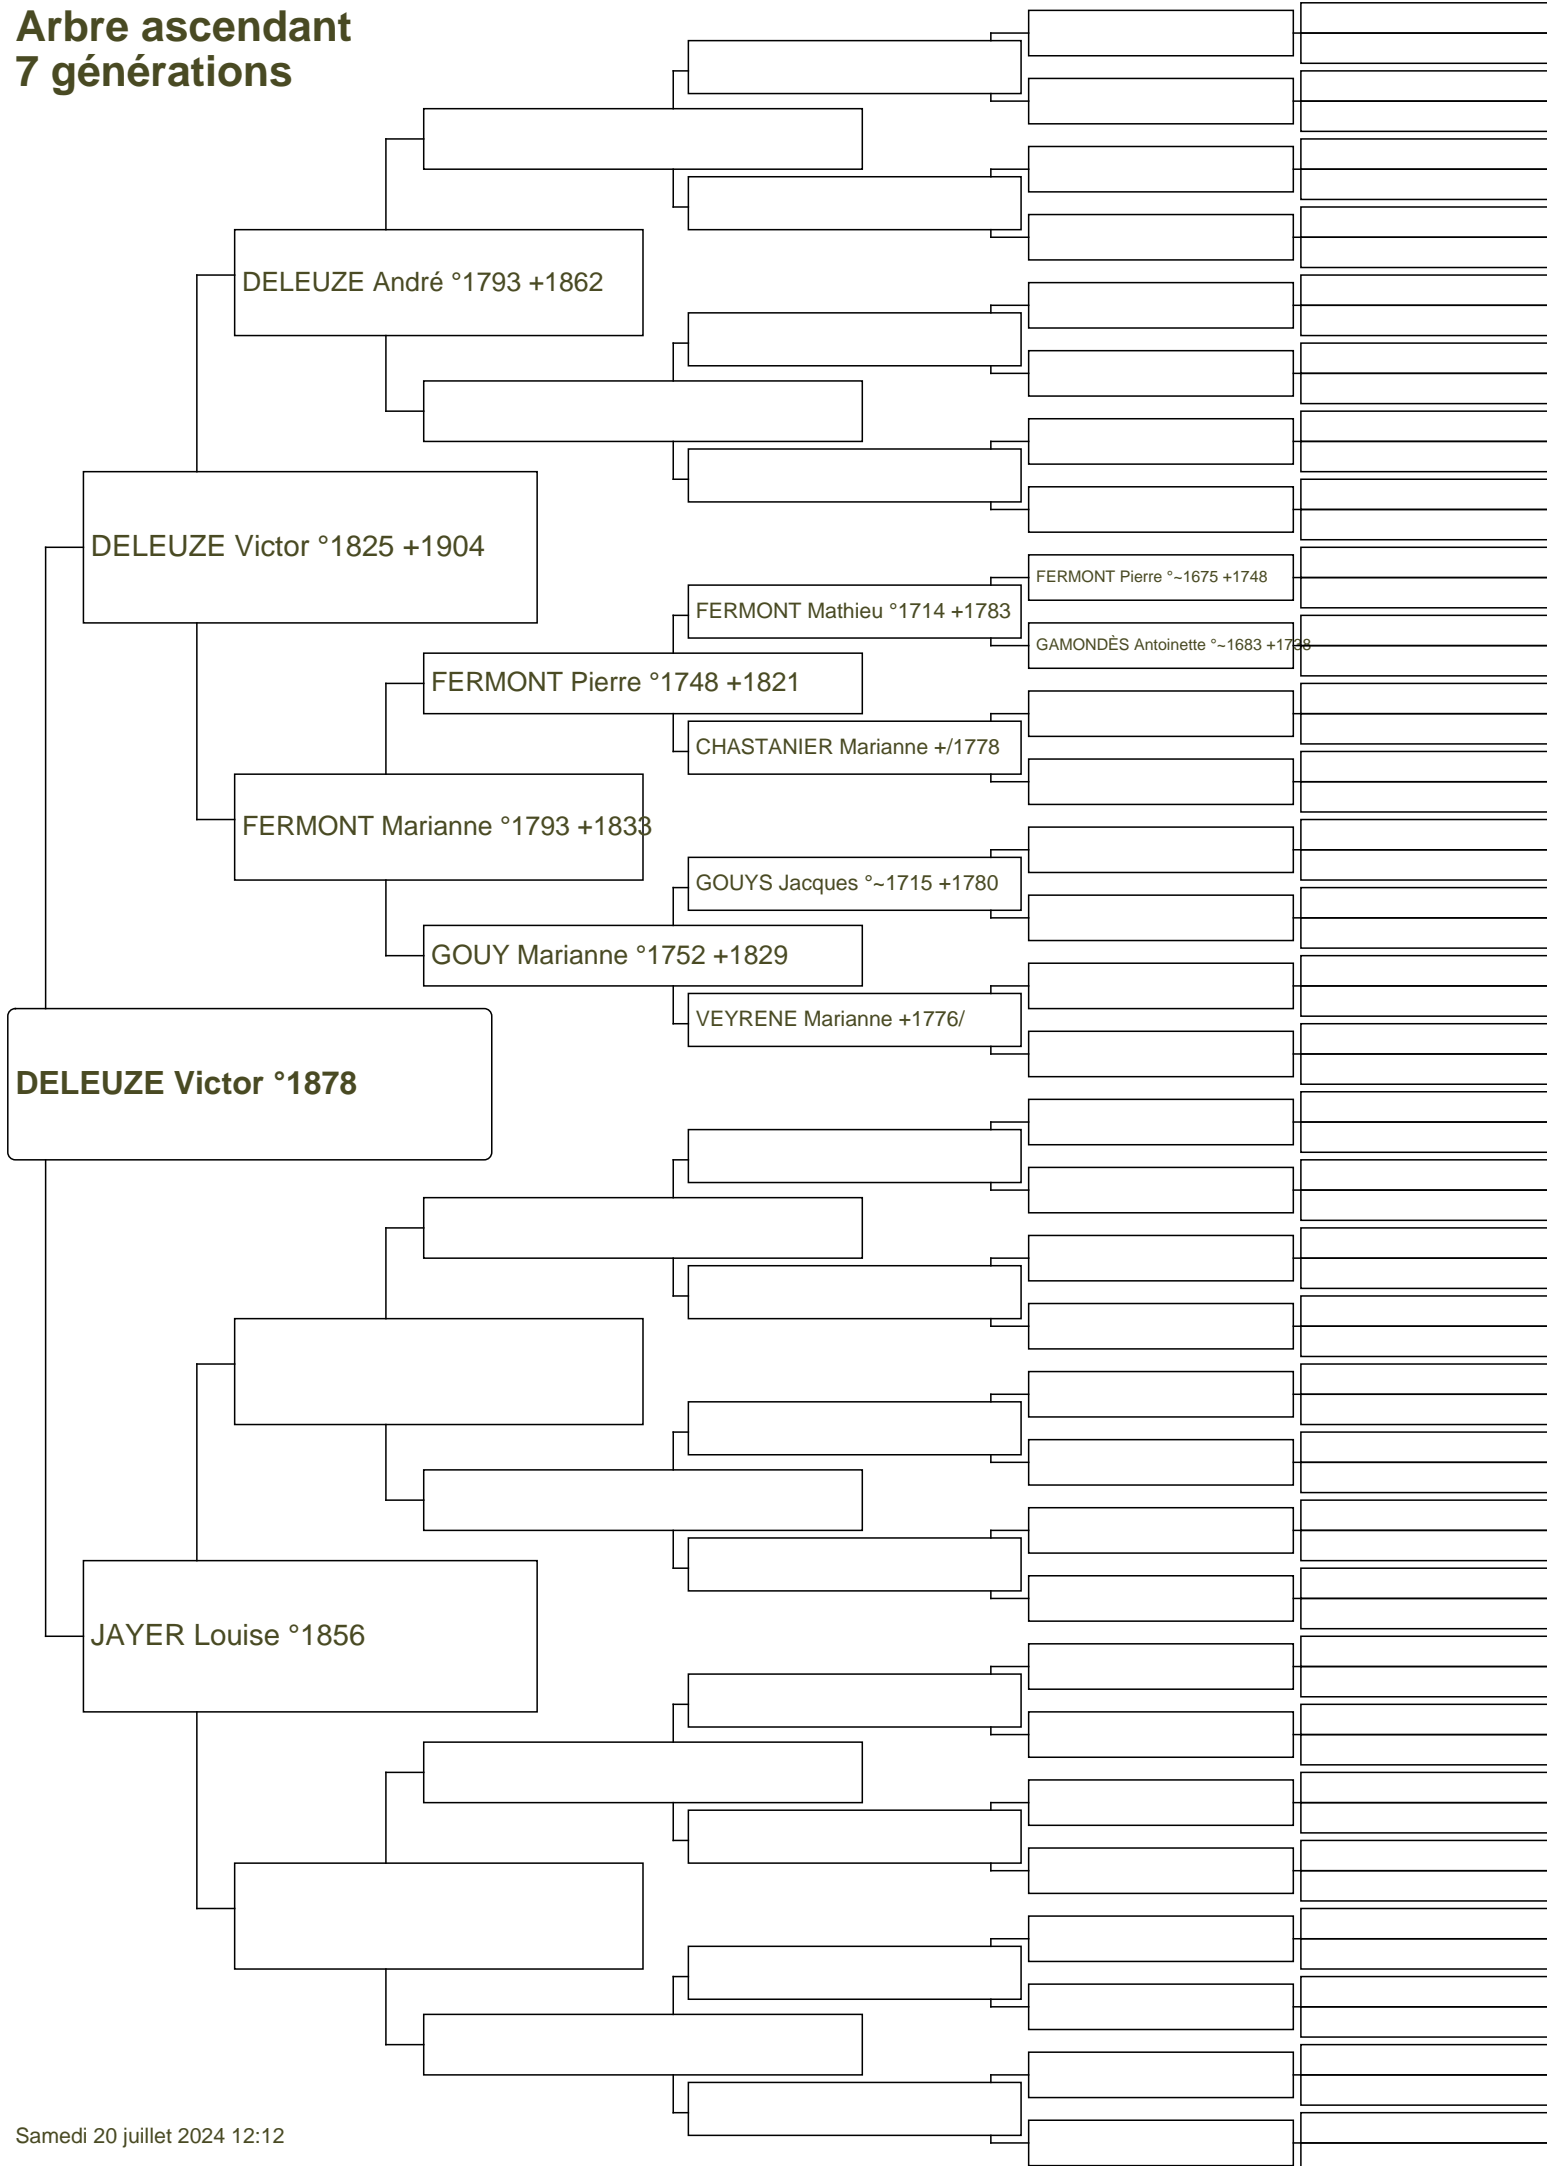 Arbre ascendant
7 générations
DELEUZE André °1793 +1862
DELEUZE Victor °1825 +1904
FERMONT Pierre °~1675 +1748
FERMONT Mathieu °1714 +1783
GAMONDÈS Antoinette °~1683 +1738
FERMONT Pierre °1748 +1821
CHASTANIER Marianne +/1778
FERMONT Marianne °1793 +1833
GOUYS Jacques °~1715 +1780
GOUY Marianne °1752 +1829
VEYRENE Marianne +1776/
DELEUZE Victor °1878
JAYER Louise °1856
Samedi 20 juillet 2024 12:12